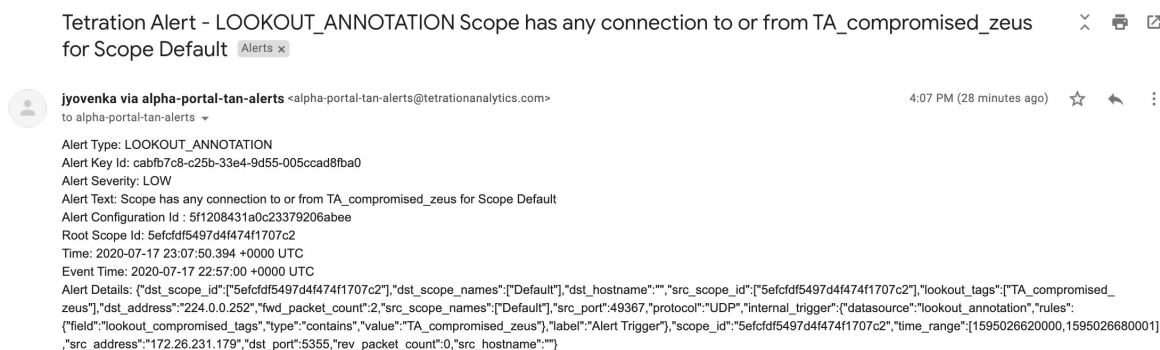 Tetration Alert - LOOKOUT_ANNOTATION Scope has any connection to or from TA_compromised_zeus
for Scope Default Alerts x
jyovenka via alpha-portal-tan-alerts <alpha-portal-tan-alerts@tetrationanalytics.com> 4:07 PM (28 minutes ago)
to alpha-portal-tan-alerts
Alert Type: LOOKOUT_ANNOTATION
Alert Key Id: cabfb7c8-c25b-33e4-9d55-005ccad8fba0
Alert Severity: LOW
Alert Text: Scope has any connection to or from TA_compromised_zeus for Scope Default
Alert Configuration Id : 5f1208431a0c23379206abee
Root Scope Id: 5efcfdf5497d4f474f1707c2
Time: 2020-07-17 23:07:50.394 +0000 UTC
Event Time: 2020-07-17 22:57:00 +0000 UTC
Alert Details: {"dst_scope_id":["5efcfdf5497d4f474f1707c2"],"dst_scope_names":["Default"],"dst_hostname":"","src_scope_id":["5efcfdf5497d4f474f1707c2"],"lookout_tags":["TA_compromised_
zeus"],"dst_address":"224.0.0.252","fwd_packet_count":2,"src_scope_names":["Default"],"src_port":49367,"protocol":"UDP","internal_trigger":{"datasource":"lookout_annotation","rules":
{"field":"lookout_compromised_tags","type":"contains","value":"TA_compromised_zeus"},"label":"Alert Trigger"},"scope_id":"5efcfdf5497d4f474f1707c2","time_range":[1595026620000,1595026680001]
,"src_address":"172.26.231.179","dst_port":5355,"rev_packet_count":0,"src_hostname":""}